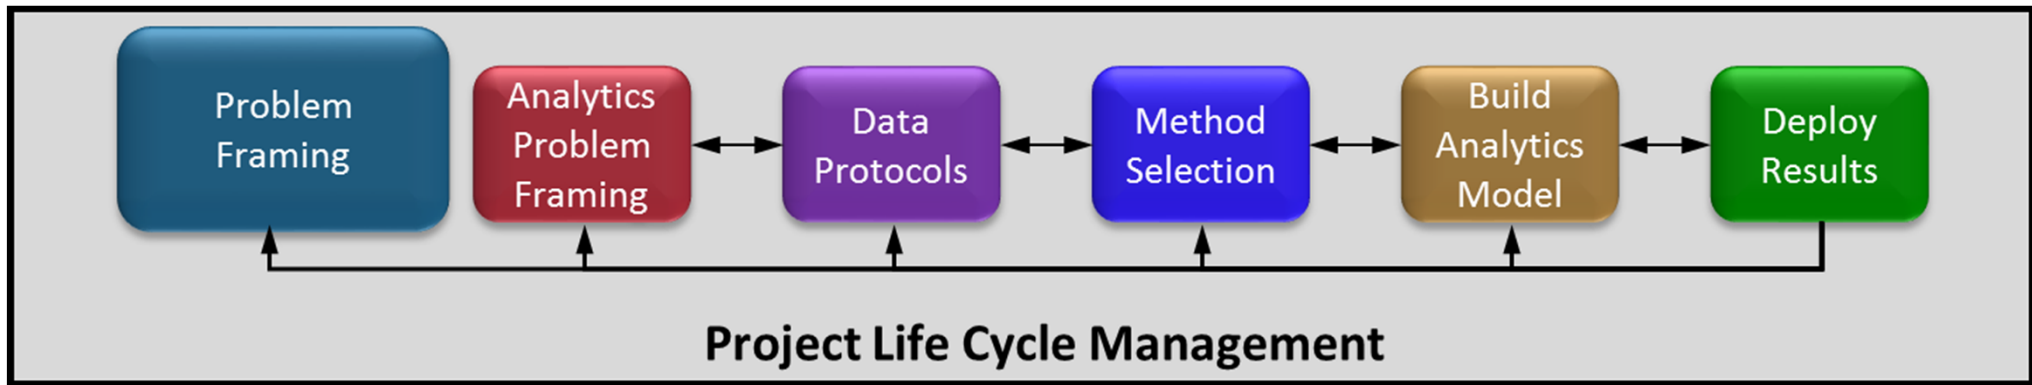 Problem
Framing
Analytics
Problem
Framing
Data
Protocols
Method
Selection
Build
Analytics
Model
Deploy
Results
Project Life Cycle Management